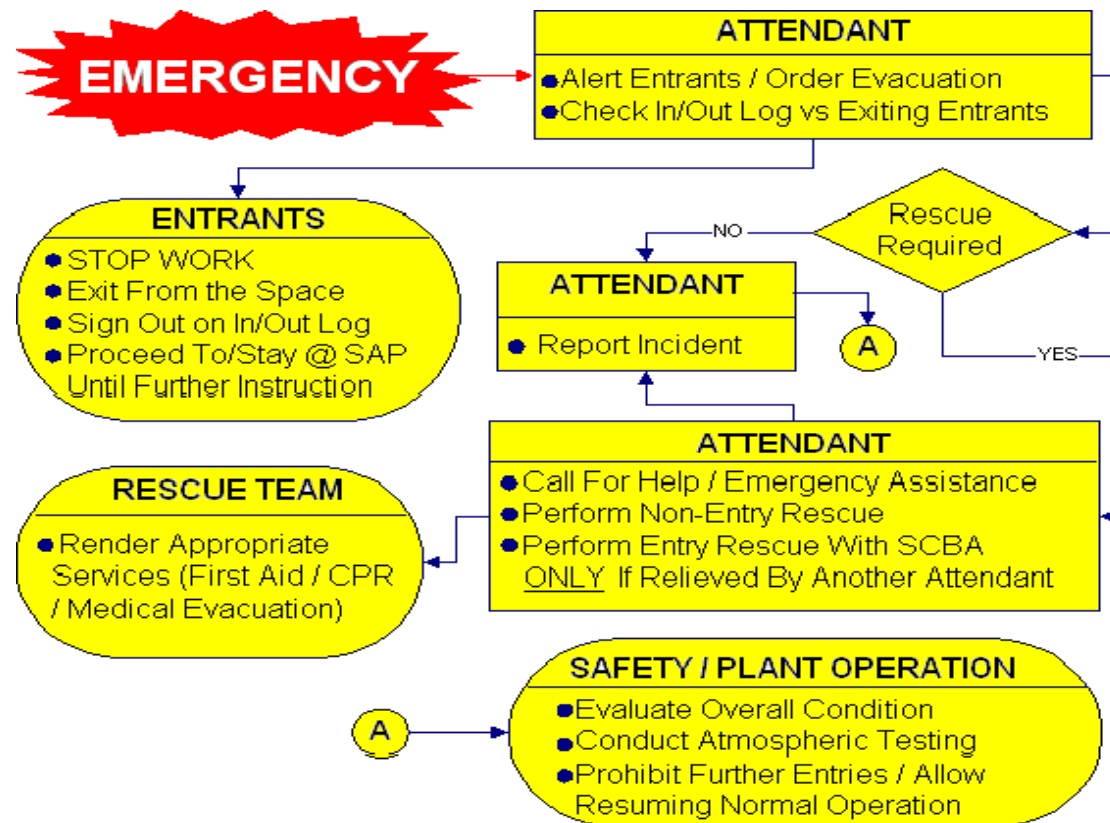 EMERGENCY
ATTENDANT
Alert Entrants / Order Evacuation
Check In/Out Log vs Exiting Entrants
ENTRANTS
STOP WORK
Exit From the Space
Sign Out on In/Out Log
Proceed To/Stay @ SAP
Until Further Instruction
Rescue
Required
NO
YES
ATTENDANT
Report Incident
A
ATTENDANT
Call For Help / Emergency Assistance
Perform Non-Entry Rescue
Perform Entry Rescue With SCBA
ONLY If Relieved By Another Attendant
RESCUE TEAM
Render Appropriate
Services (First Aid / CPR
/ Medical Evacuation)
A
SAFETY / PLANT OPERATION
Evaluate Overall Condition
Conduct Atmospheric Testing
Prohibit Further Entries / Allow
Resuming Normal Operation